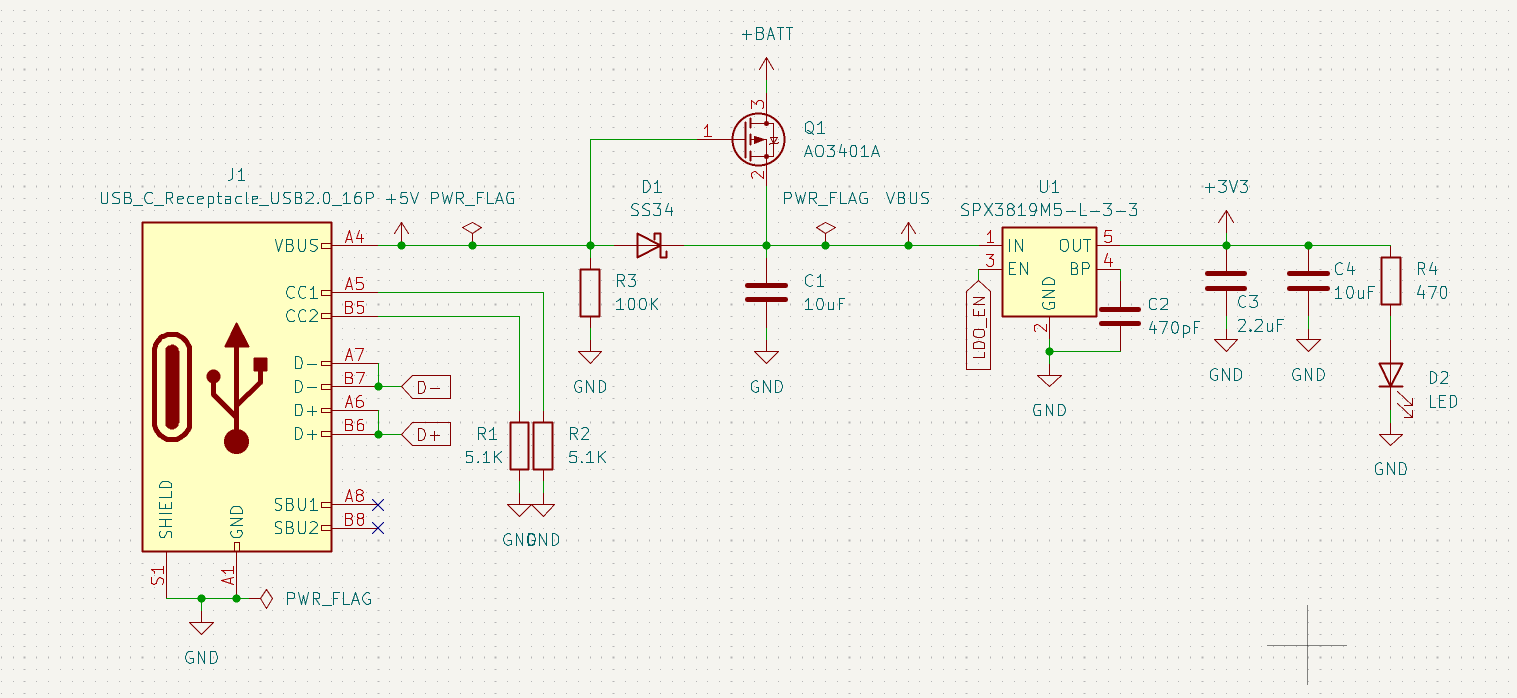 +BATT
3
1
Q1
AO3401A
2
J1
USB_C_Receptacle_USB2.0_16P
+5V
PWR_FLAG
D1
SS34
PWR_FLAG
VBUS
U1
SPX3819M5-L-3-3
+3V3
VBUS
A4
CC1
A5
CC2
B5
D-
A7
D-
B7
D+
A6
D+
B6
D-
D+
SBU1
A8
SBU2
B8
SHIELD
GND
S1
A1
PWR_FLAG
GND
R3
100K
GND
R1
5.1K
R2
5.1K
GND
GND
C1
10uF
GND
1
IN
OUT
5
3
EN
BP
4
GND
2
LDO_EN
C2
470pF
GND
C3
2.2uF
GND
C4
10uF
GND
R4
470
D2
LED
GND